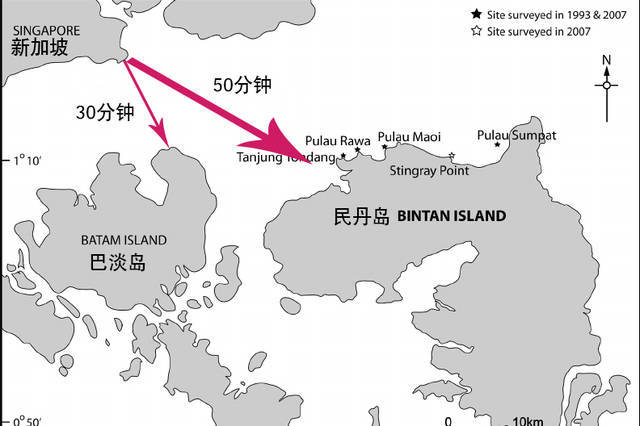 ★ Site surveyed in 1993 & 2007
☆ Site surveyed in 2007
SINGAPORE
新加坡
N
50分钟
30分钟
Pulau Rawa
Pulau Maoi
Pulau Sumpat
Tanjung Tondang
1°10'
Stingray Point
民丹岛 BINTAN ISLAND
BATAM ISLAND
巴淡岛
0°50'
0 10km